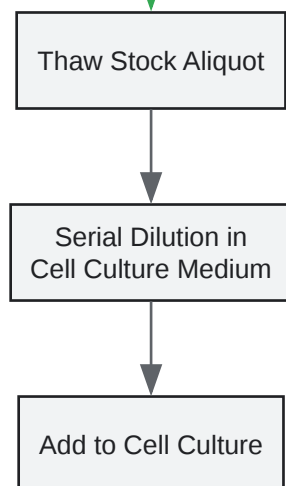 Thaw Stock Aliquot
Serial Dilution in
Cell Culture Medium
Add to Cell Culture